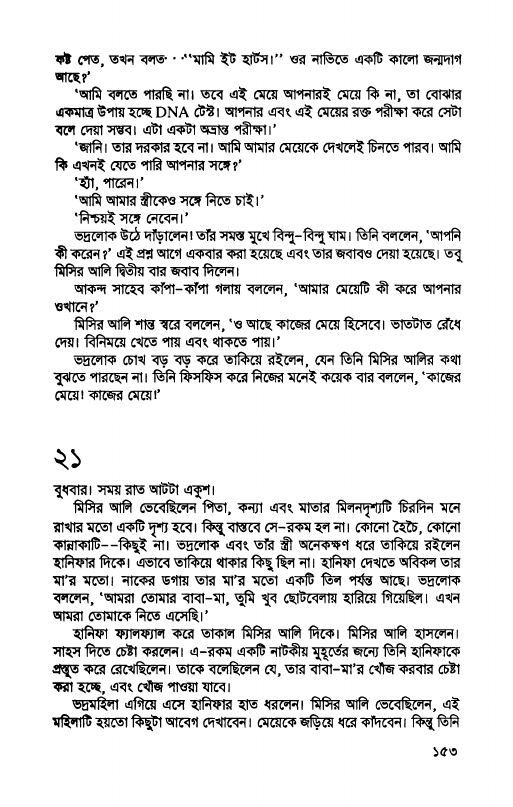 কষ্ট পেত, তখন বলত· · ·‘‘মামি ইট হার্টস।’’ ওর নাভিতে একটি কালো জন্মদাগ
আছে?’
‘আমি বলতে পারছি না। তবে এই মেয়ে আপনারই মেয়ে কি না, তা বোঝার
একমাত্র উপায় হচ্ছে DNA টেস্ট। আপনার এবং এই মেয়ের রক্ত পরীক্ষা করে সেটা
বলে দেয়া সম্ভব। এটা একটা অভ্রান্ত পরীক্ষা।’
‘জানি। তার দরকার হবে না। আমি আমার মেয়েকে দেখলেই চিনতে পারব। আমি
কি এখনই যেতে পারি আপনার সঙ্গে?’
‘হ্যাঁ, পারেন।’
‘আমি আমার স্ত্রীকেও সঙ্গে নিতে চাই।’
‘নিশ্চয়ই সঙ্গে নেবেন।’
ভদ্রলোক উঠে দাঁড়ালেন। তাঁর সমস্ত মুখে বিন্দু-বিন্দু ঘাম। তিনি বললেন, ‘আপনি
কী করেন?’ এই প্রশ্ন আগে একবার করা হয়েছে এবং তার জবাবও দেয়া হয়েছে। তবু
মিসির আলি দ্বিতীয় বার জবাব দিলেন।
আকন্দ সাহেব কাঁপা-কাঁপা গলায় বললেন, ‘আমার মেয়েটি কী করে আপনার
ওখানে?’
মিসির আলি শান্ত স্বরে বললেন, ‘ও আছে কাজের মেয়ে হিসেবে। ভাতটাত রেঁধে
দেয়। বিনিময়ে খেতে পায় এবং থাকতে পায়।’
ভদ্রলোক চোখ বড় বড় করে তাকিয়ে রইলেন, যেন তিনি মিসির আলির কথা
বুঝতে পারছেন না। তিনি ফিসফিস করে নিজের মনেই কয়েক বার বললেন, ‘কাজের
মেয়ে! কাজের মেয়ে!’
২১
বুধবার। সময় রাত আটটা একুশ।
মিসির আলি ভেবেছিলেন পিতা, কন্যা এবং মাতার মিলনদৃশ্যটি চিরদিন মনে
রাখার মতো একটি দৃশ্য হবে। কিন্তু বাস্তবে সে-রকম হল না। কোনো হৈচৈ, কোনো
কান্নাকাটি--কিছুই না। ভদ্রলোক এবং তাঁর স্ত্রী অনেকক্ষণ ধরে তাকিয়ে রইলেন
হানিফার দিকে। এভাবে তাকিয়ে থাকার কিছু ছিল না। হানিফা দেখতে অবিকল তার
মা’র মতো। নাকের ডগায় তার মা’র মতো একটি তিল পর্যন্ত আছে। ভদ্রলোক
বললেন, ‘আমরা তোমার বাবা-মা, তুমি খুব ছোটবেলায় হারিয়ে গিয়েছিল। এখন
আমরা তোমাকে নিতে এসেছি।’
হানিফা ফ্যালফ্যাল করে তাকাল মিসির আলি দিকে। মিসির আলি হাসলেন।
সাহস দিতে চেষ্টা করলেন। এ-রকম একটি নাটকীয় মুহূর্তের জন্যে তিনি হানিফাকে
প্রস্তুত করে রেখেছিলেন। তাকে বলেছিলেন যে, তার বাবা-মা’র খোঁজ করবার চেষ্টা
করা হচ্ছে, এবং খোঁজ পাওয়া যাবে।
ভদ্রমহিলা এগিয়ে এসে হানিফার হাত ধরলেন। মিসির আলি ভেবেছিলেন, এই
মহিলাটি হয়তো কিছুটা আবেগ দেখাবেন। মেয়েকে জড়িয়ে ধরে কাঁদবেন। কিন্তু তিনি
১৫৩